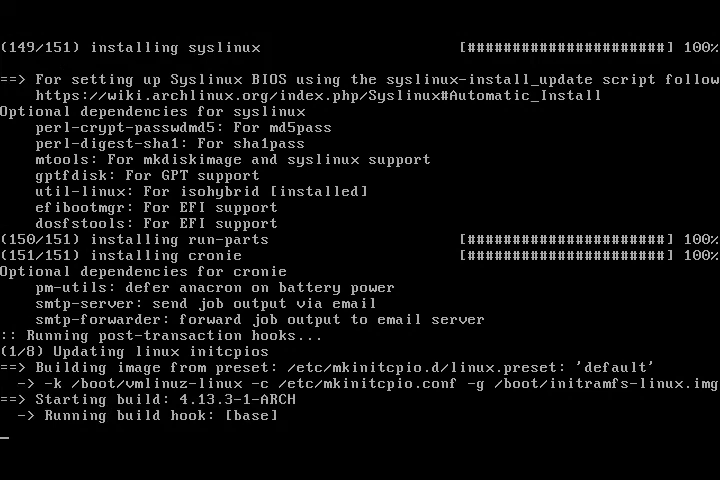 (149/151) installing syslinux [######################] 100%
==> For setting up Syslinux BIOS using the syslinux-install_update script follow
https://wiki.archlinux.org/index.php/Syslinux#Automatic_Install
Optional dependencies for syslinux
perl-crypt-passwdmd5: For md5pass
perl-digest-sha1: For sha1pass
mtools: For mkdiskimage and syslinux support
gptfdisk: For GPT support
util-linux: For isohybrid [installed]
efibootmgr: For EFI support
dosfstools: For EFI support
(150/151) installing run-parts [######################] 100%
(151/151) installing cronie [######################] 100%
Optional dependencies for cronie
pm-utils: defer anacron on battery power
smtp-server: send job output via email
smtp-forwarder: forward job output to email server
:: Running post-transaction hooks...
(1/8) Updating linux initcpios
==> Building image from preset: /etc/mkinitcpio.d/linux.preset: 'default'
-> -k /boot/vmlinuz-linux -c /etc/mkinitcpio.conf -g /boot/initramfs-linux.img
==> Starting build: 4.13.3-1-ARCH
-> Running build hook: [base]